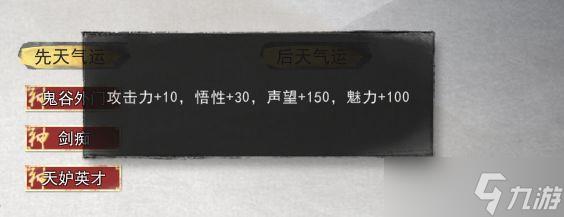 先天气运 后天气运
神 鬼谷外门 攻击力+10，悟性+30，声望+150，魅力+100
神 剑痴
神 天妒英才
九游